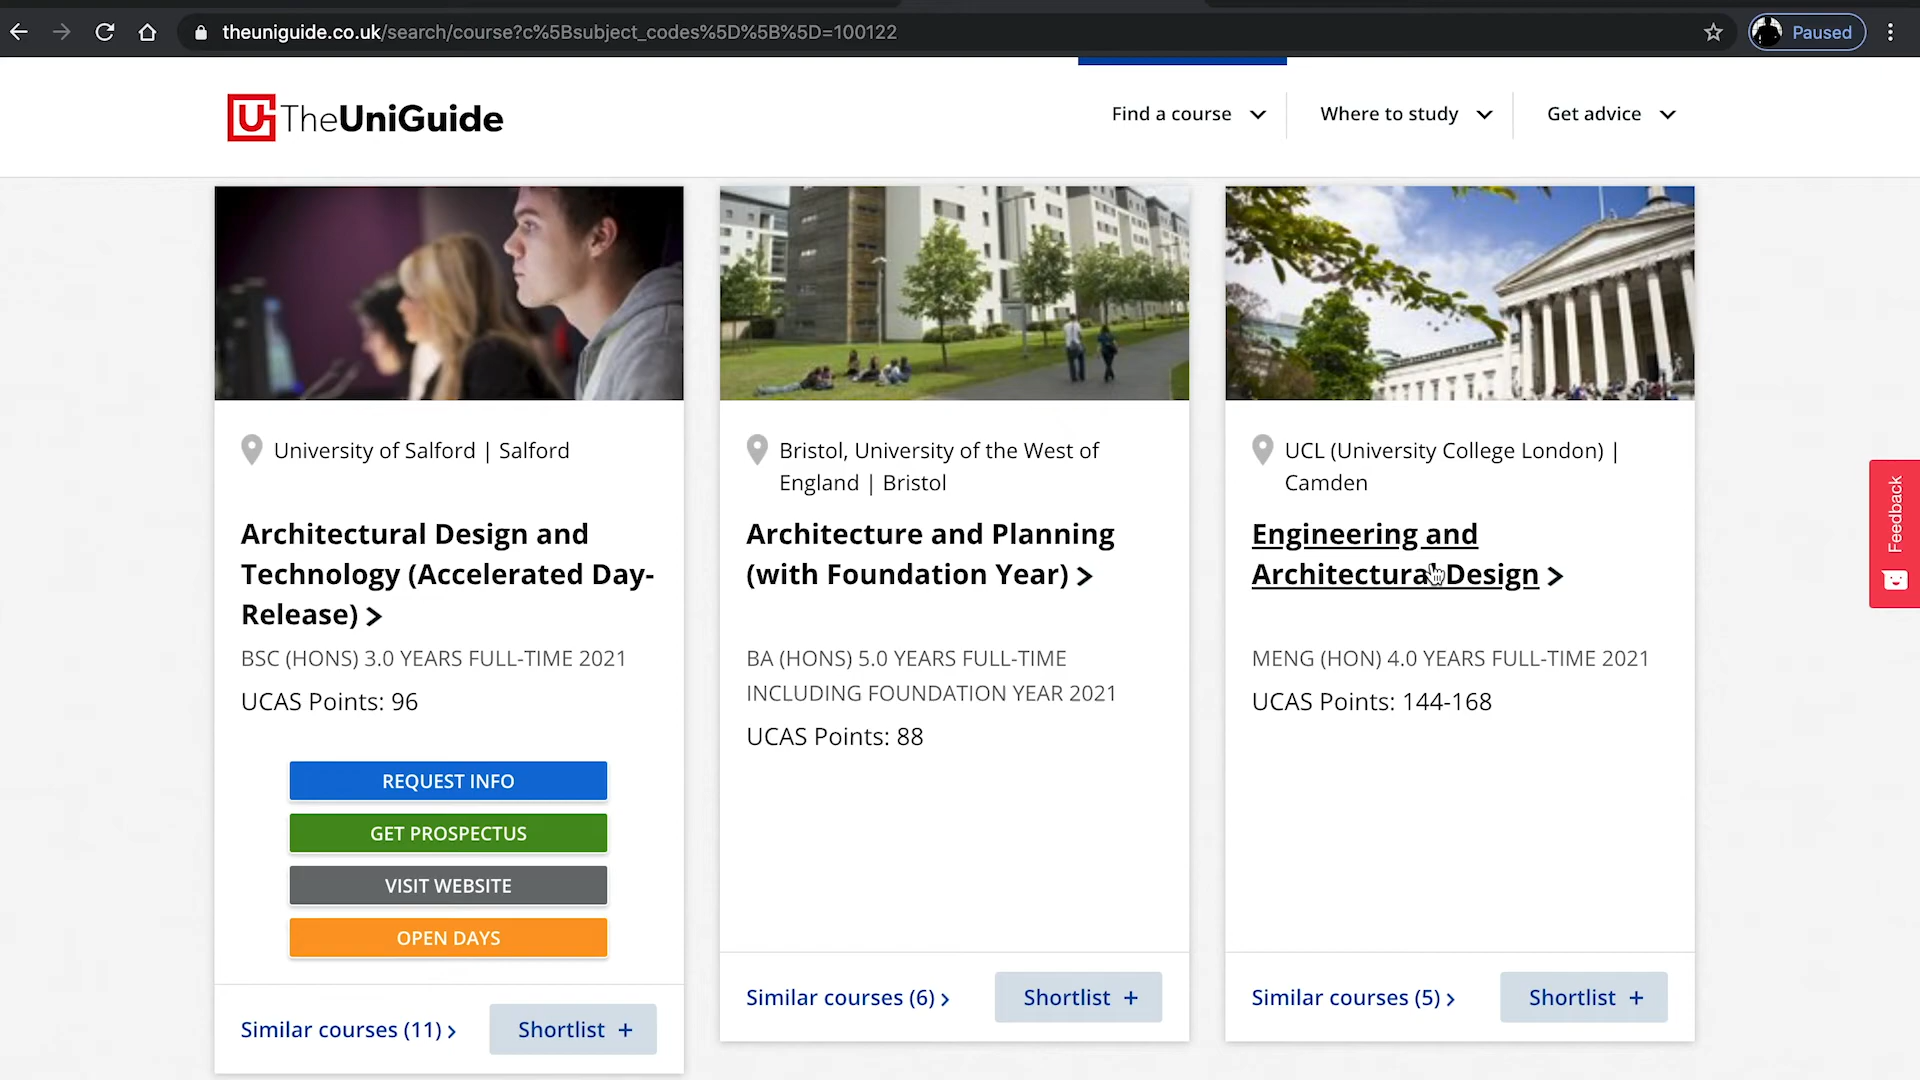 theuniguide.co.uk/search/course?c%5Bsubject_codes%5D%5B%5D=100122
Paused
TheUniGuide
Find a course
Where to study
Get advice
University of Salford | Salford
Architectural Design and
Technology (Accelerated Day-
Release) >
BSC (HONS) 3.0 YEARS FULL-TIME 2021
UCAS Points: 96
REQUEST INFO
GET PROSPECTUS
VISIT WEBSITE
OPEN DAYS
Similar courses (11) >
Shortlist +
Bristol, University of the West of
England | Bristol
Architecture and Planning
(with Foundation Year) >
BA (HONS) 5.0 YEARS FULL-TIME
INCLUDING FOUNDATION YEAR 2021
UCAS Points: 88
Similar courses (6) >
Shortlist +
UCL (University College London) |
Camden
Engineering and
Architectural Design >
MENG (HON) 4.0 YEARS FULL-TIME 2021
UCAS Points: 144-168
Similar courses (5) >
Shortlist +
Feedback